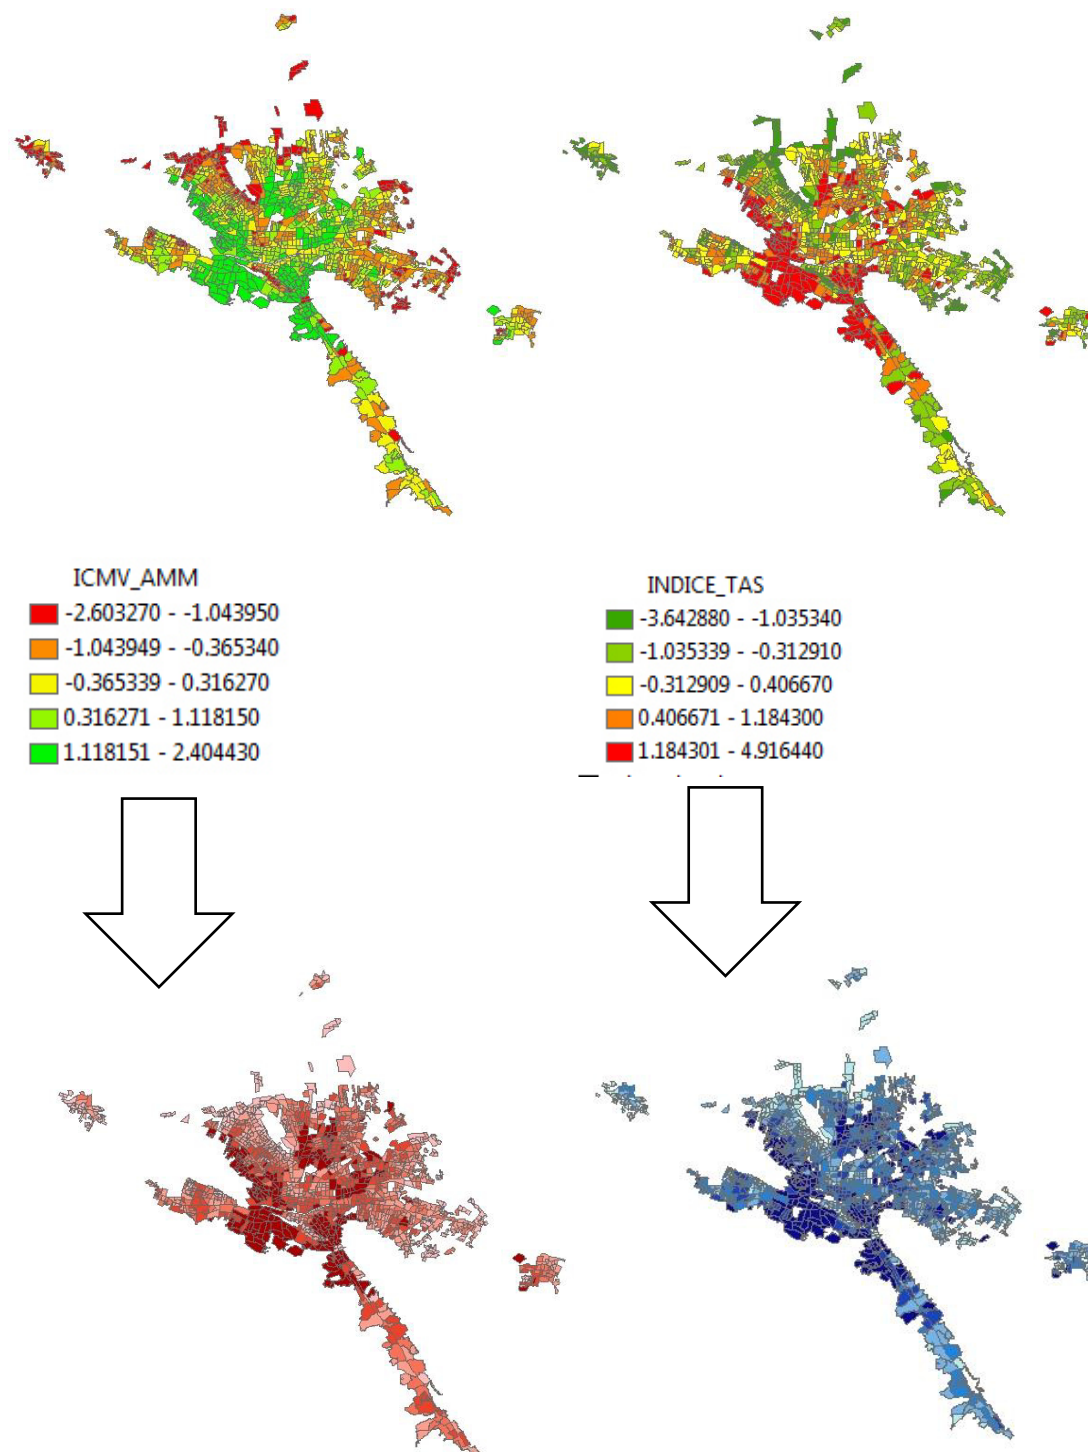 ICMV_AMM
-2.603270 - -1.043950
-1.043949 - -0.365340
-0.365339 - 0.316270
0.316271 - 1.118150
1.118151 - 2.404430
INDICE_TAS
-3.642880 - -1.035340
-1.035339 - -0.312910
-0.312909 - 0.406670
0.406671 - 1.184300
1.184301 - 4.916440